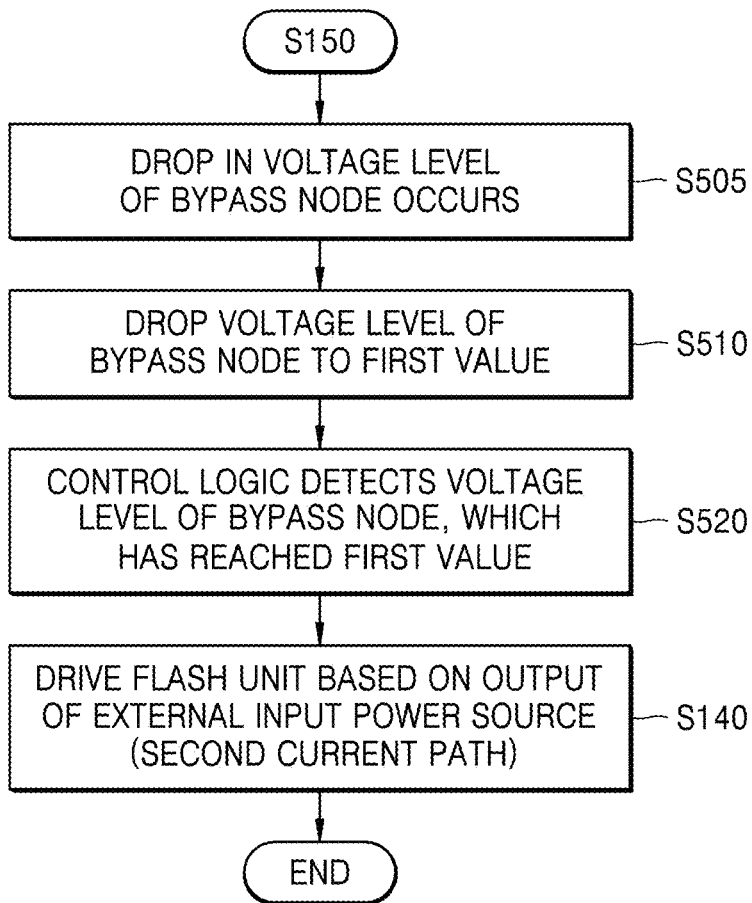 S150
DROP IN VOLTAGE LEVEL
OF BYPASS NODE OCCURS
S505
DROP VOLTAGE LEVEL OF
BYPASS NODE TO FIRST VALUE
S510
CONTROL LOGIC DETECTS VOLTAGE
LEVEL OF BYPASS NODE, WHICH
HAS REACHED FIRST VALUE
S520
DRIVE FLASH UNIT BASED ON OUTPUT
OF EXTERNAL INPUT POWER SOURCE
(SECOND CURRENT PATH)
S140
END